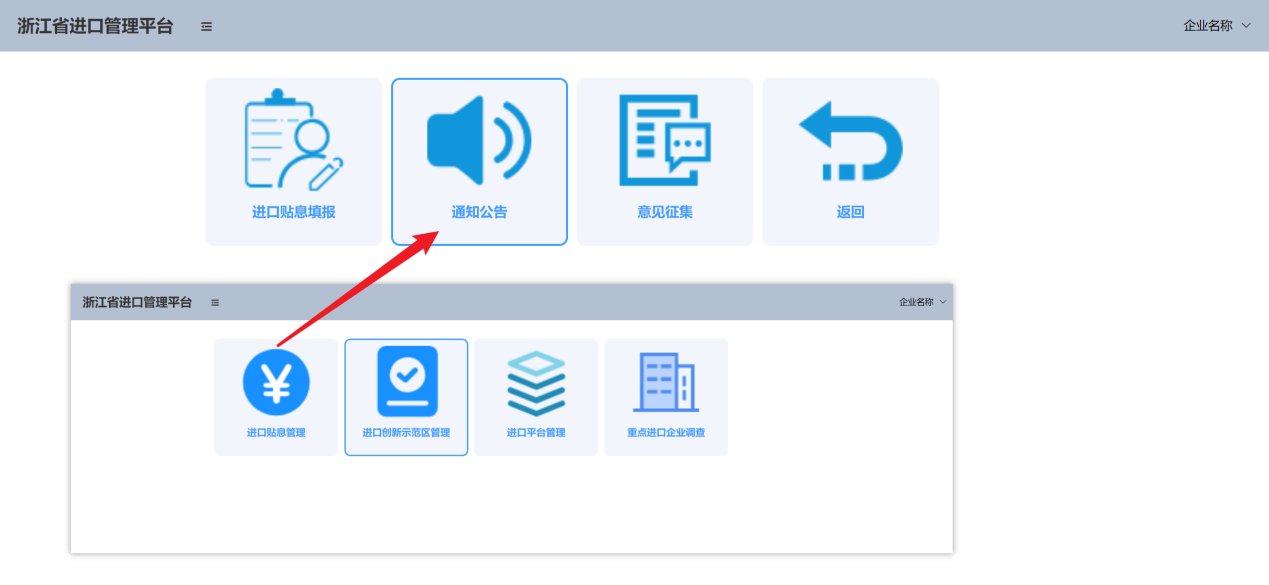 浙江省进口管理平台
企业名称
进口贴息填报
通知公告
意见征集
返回
浙江省进口管理平台
企业名称
进口贴息管理
进口创新示范区管理
进口平台管理
重点进口企业调查